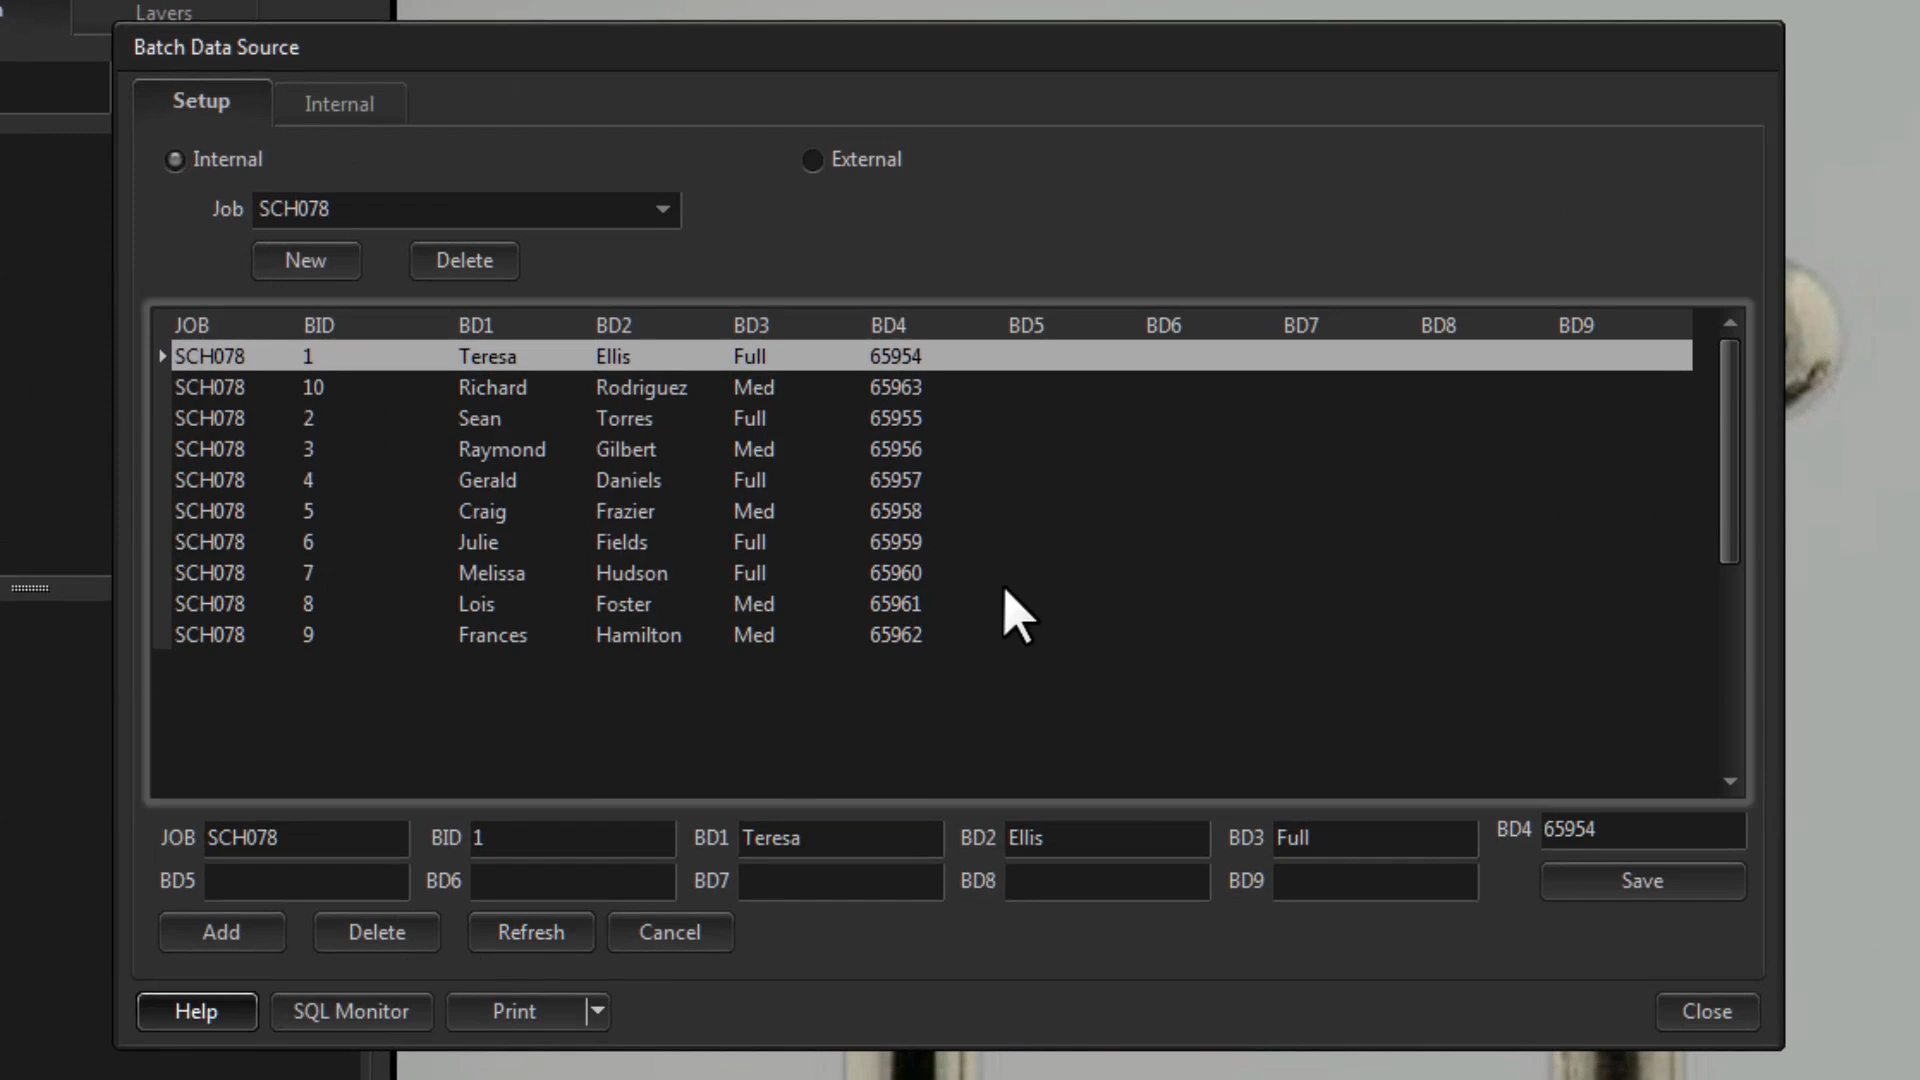 Layers
Batch Data Source
Setup Internal
Internal External
Job SCH078
New Delete
JOB BID BD1 BD2 BD3 BD4 BD5 BD6 BD7 BD8 BD9
SCH078 1 Teresa Ellis Full 65954
SCH078 10 Richard Rodriguez Med 65963
SCH078 2 Sean Torres Full 65955
SCH078 3 Raymond Gilbert Med 65956
SCH078 4 Gerald Daniels Full 65957
SCH078 5 Craig Frazier Med 65958
SCH078 6 Julie Fields Full 65959
SCH078 7 Melissa Hudson Full 65960
SCH078 8 Lois Foster Med 65961
SCH078 9 Frances Hamilton Med 65962
JOB SCH078 BID 1 BD1 Teresa BD2 Ellis BD3 Full BD4 65954
BD5 BD6 BD7 BD8 BD9 Save
Add Delete Refresh Cancel
Help SQL Monitor Print Close